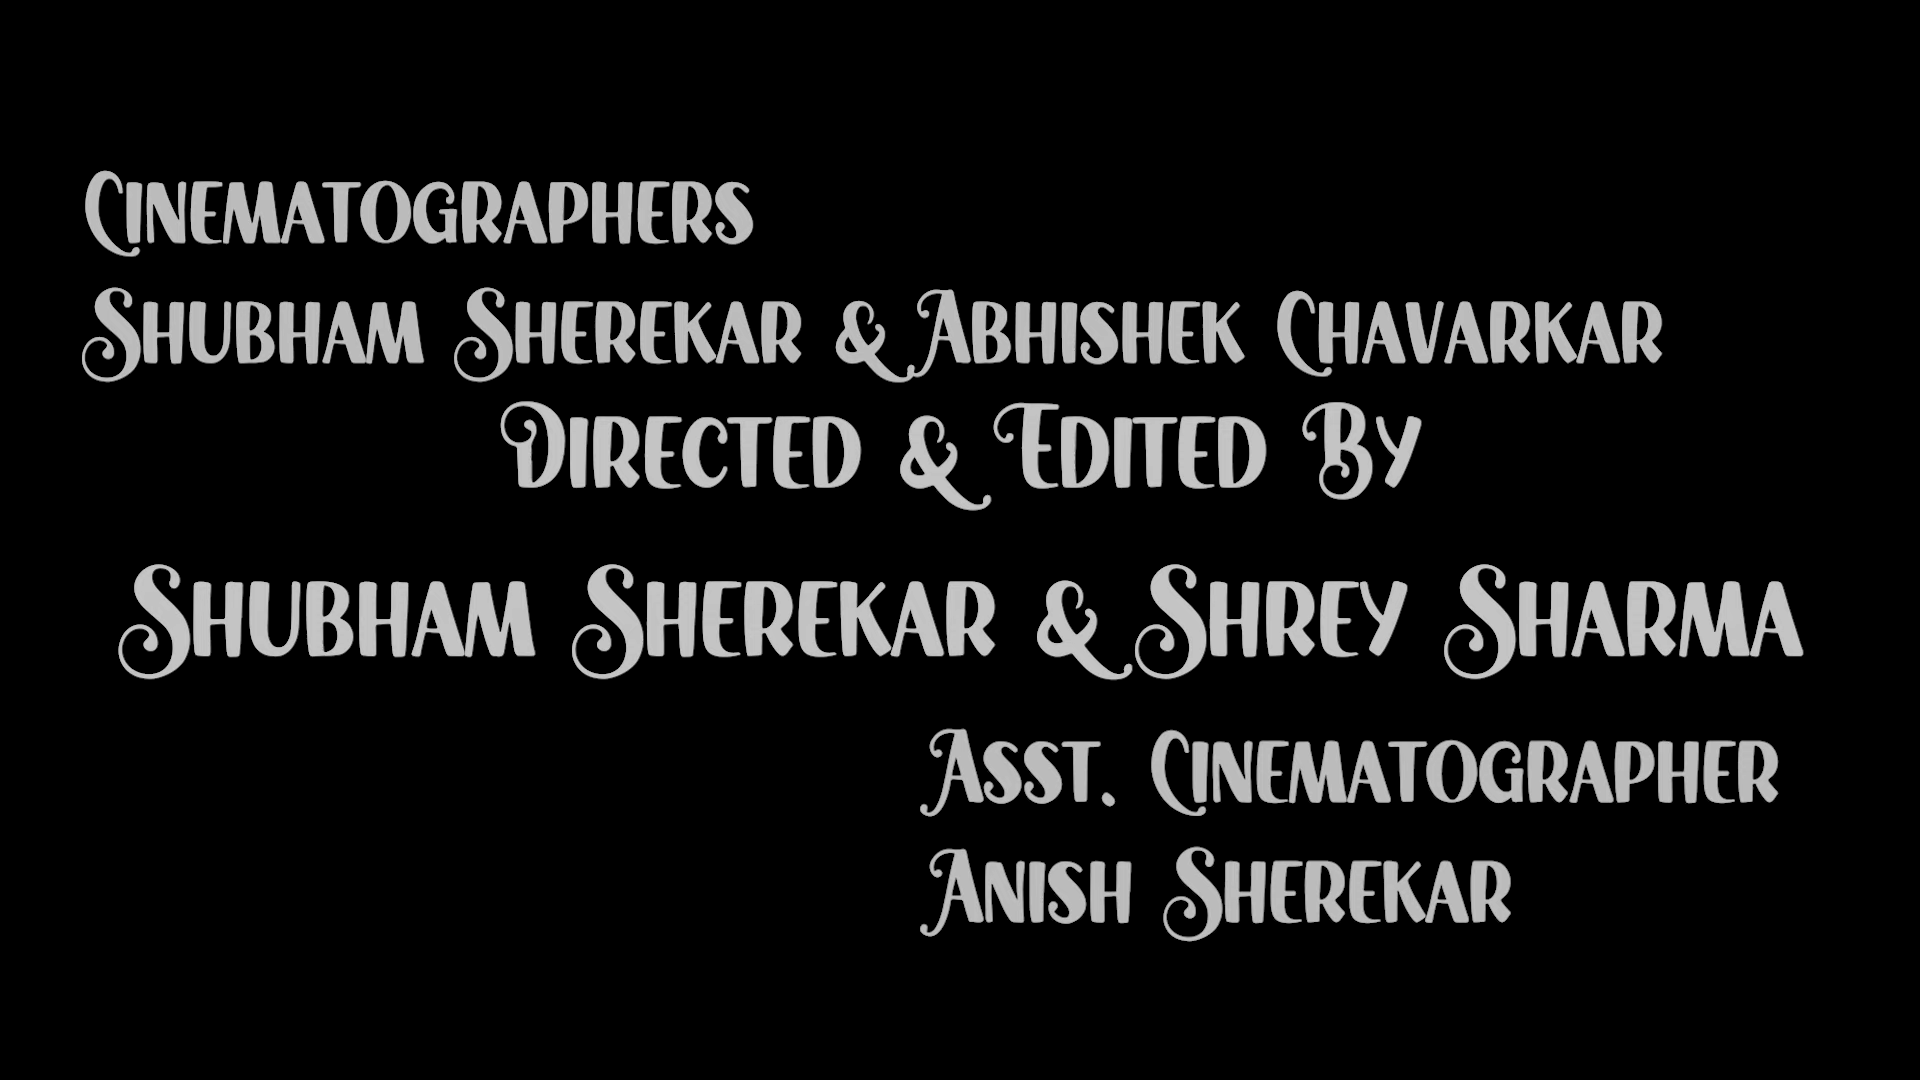 Cinematographers
Shubham Sherekar & Abhishek Chavarkar
Directed & Edited By
Shubham Sherekar & Shrey Sharma
Asst. Cinematographer
Anish Sherekar